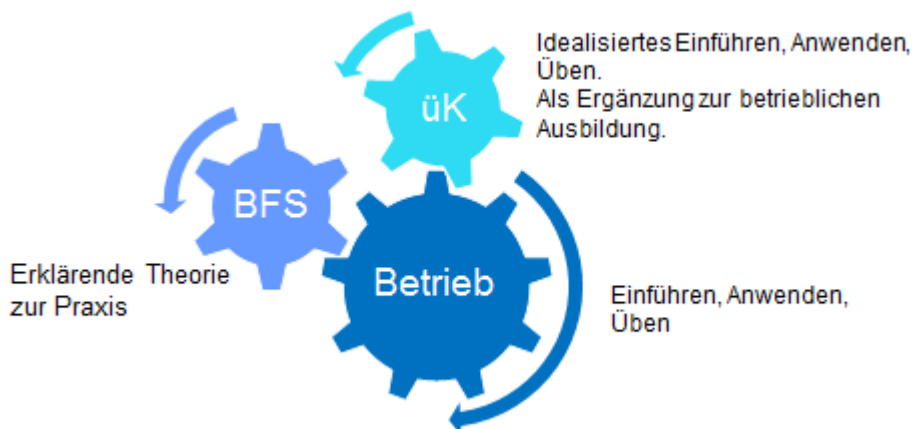 Idealisiertes Einführen, Anwenden,
Üben.
Als Ergänzung zur betrieblichen
Ausbildung.
üK
BFS
Betrieb
Erklärende Theorie
zur Praxis
Einführen, Anwenden,
Üben